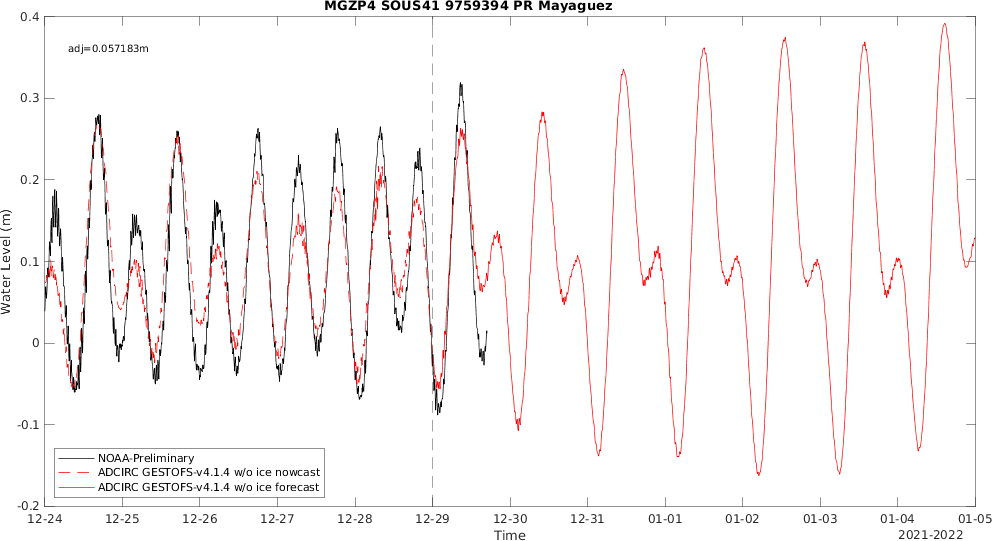 MGZP4 SOUS41 9759394 PR Mayaguez
adj=0.057183m
Water Level (m)
0.4
0.3
0.2
0.1
0
-0.1
-0.2
NOAA-Preliminary
ADCIRC GESTOFS-v4.1.4 w/o ice nowcast
ADCIRC GESTOFS-v4.1.4 w/o ice forecast
12-24 12-25 12-26 12-27 12-28 12-29 12-30 12-31 01-01 01-02 01-03 01-04 01-05
Time
2021-2022